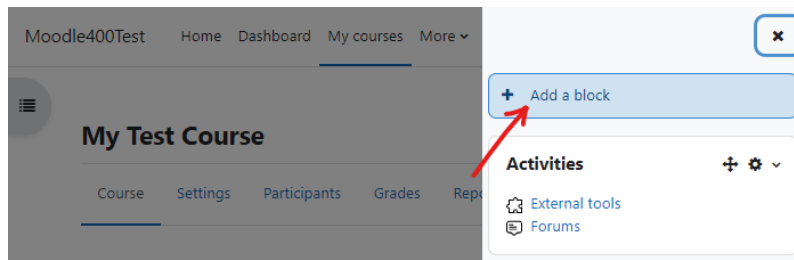 Moodle400Test Home Dashboard My courses More
Add a block
My Test Course
Activities
Course Settings Participants Grades
External tools
Forums